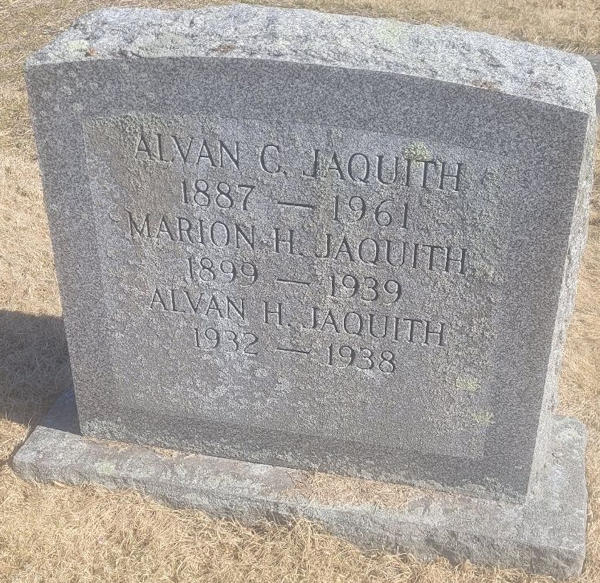 ALVAN C. JAQUITH
1887 — 1961
MARION H. JAQUITH
1899 — 1939
ALVAN H. JAQUITH
1932 — 1938